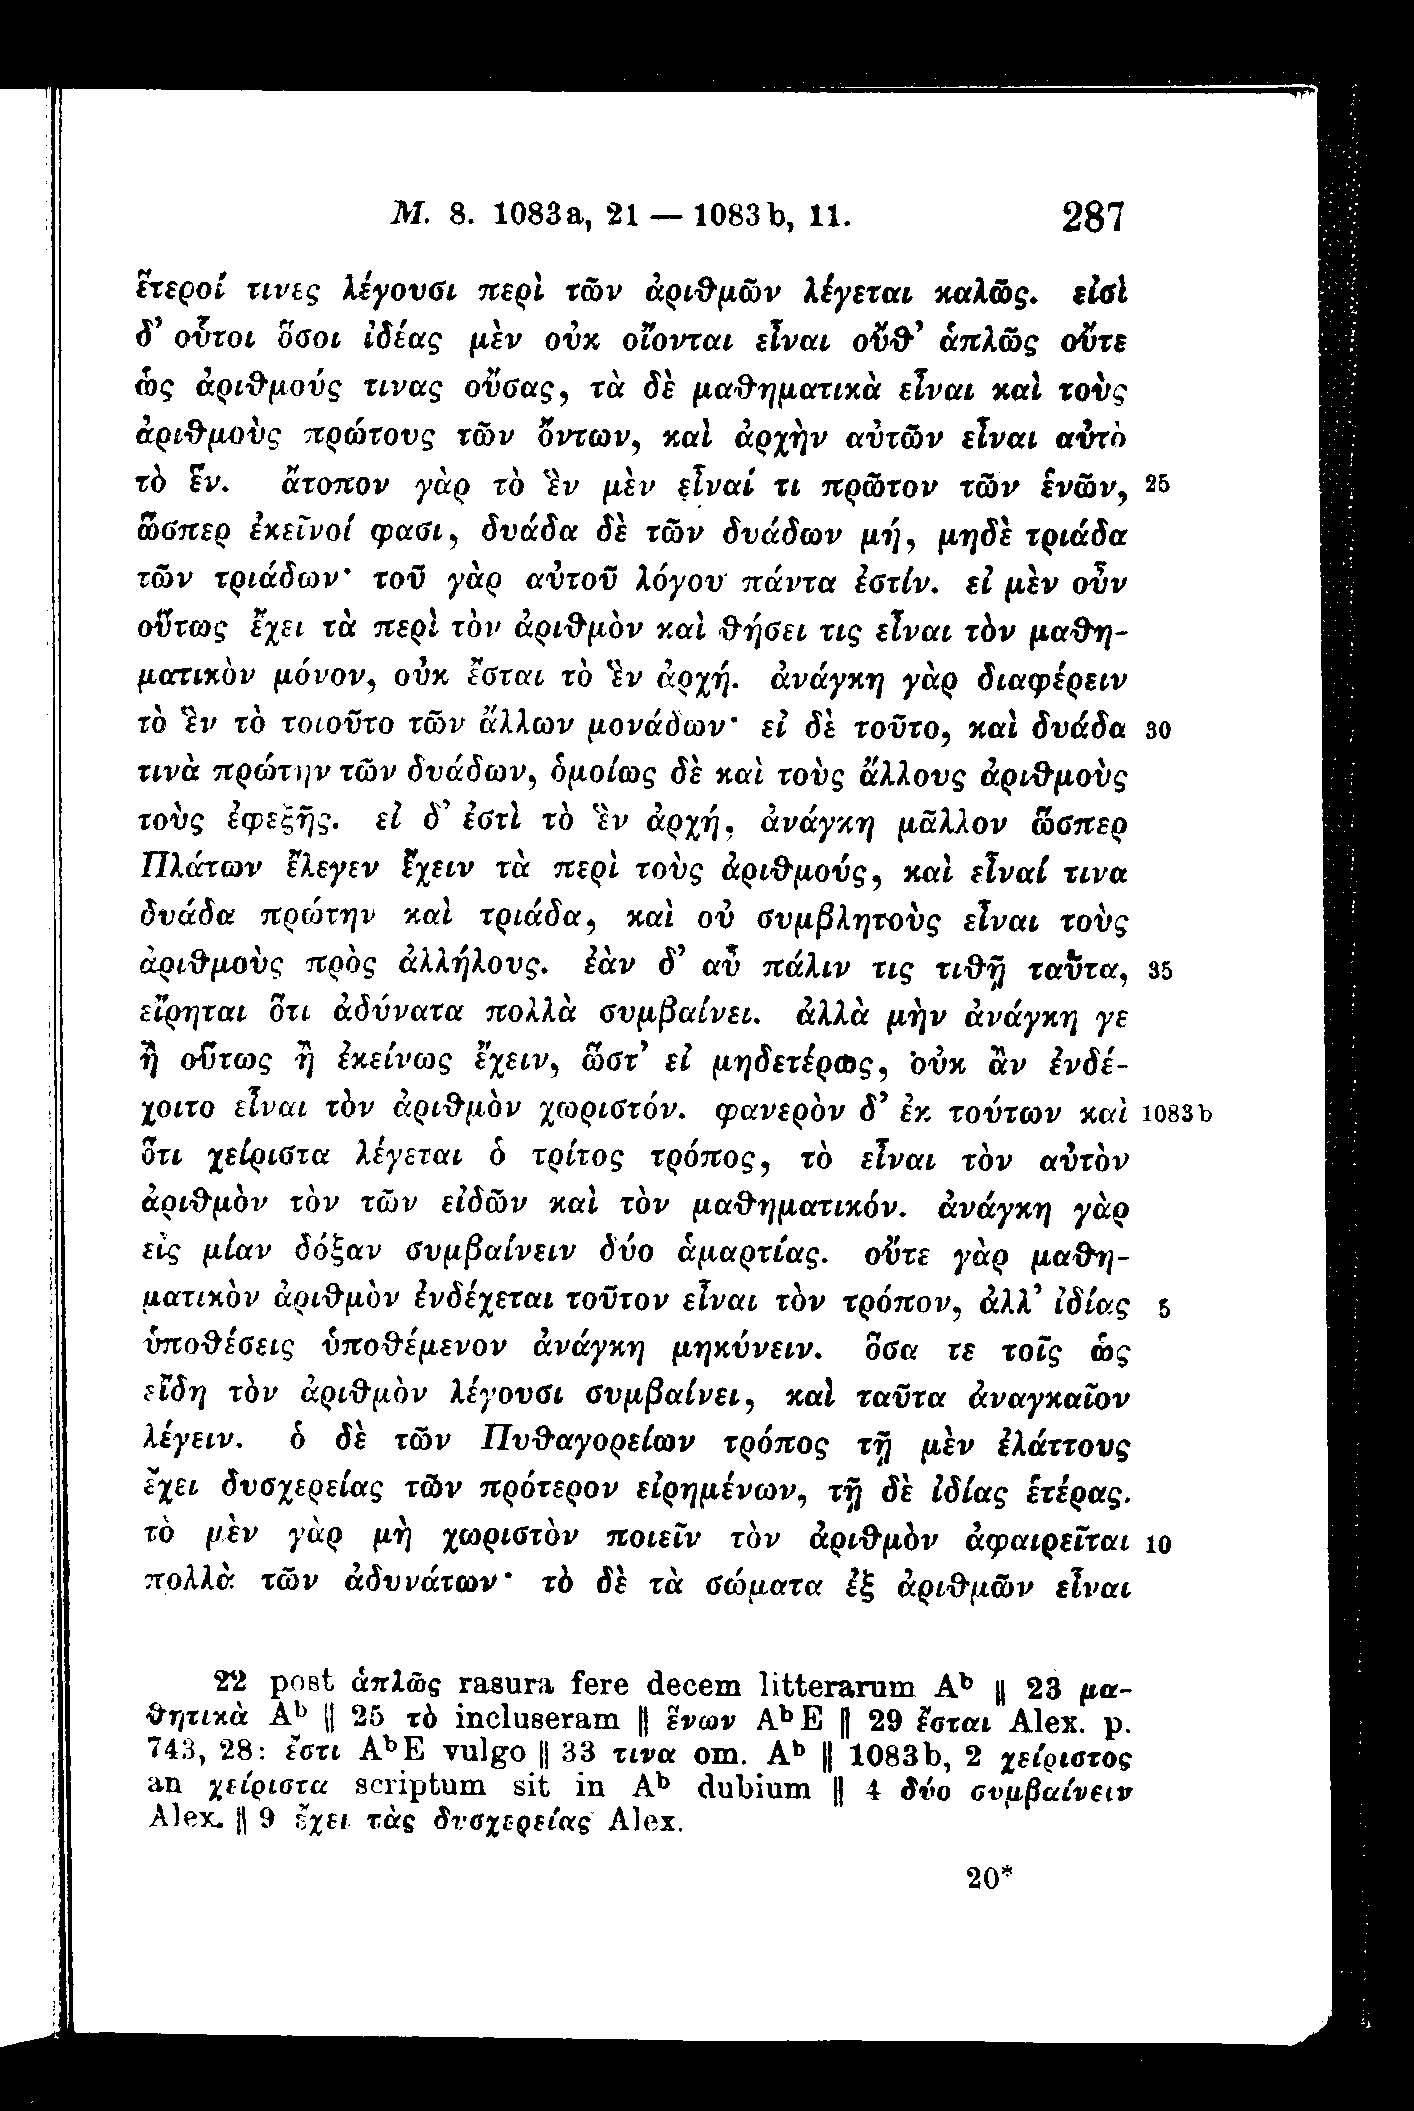 M. 8. 1083a, 21 — 1083b, 11. 287
ἕτεροί τινες λέγουσι περὶ τῶν ἀριθμῶν λέγεται καλῶς. εἰσὶ
δ’ οὗτοι ὅσοι ἰδέας μὲν οὐκ οἴονται εἶναι οὔθ’ ἁπλῶς οὔτε
ὡς ἀριθμούς τινας οὔσας, τὰ δὲ μαθηματικὰ εἶναι καὶ τοὺς
ἀριθμοὺς πρώτους τῶν ὄντων, καὶ ἀρχὴν αὐτῶν εἶναι αὐτὸ
τὸ ἕν. ἄτοπον γὰρ τὸ ἓν μὲν εἶναί τι πρῶτον τῶν ἑνῶν, 25
ὥσπερ ἐκεῖνοί φασι, δυάδα δὲ τῶν δυάδων μή, μηδὲ τριάδα
τῶν τριάδων· τοῦ γὰρ αὐτοῦ λόγου πάντα ἐστίν. εἰ μὲν οὖν
οὕτως ἔχει τὰ περὶ τὸν ἀριθμὸν καὶ θήσει τις εἶναι τὸν μαθη-
ματικὸν μόνον, οὐκ ἔσται τὸ ἓν ἀρχή. ἀνάγκη γὰρ διαφέρειν
τὸ ἓν τὸ τοιοῦτο τῶν ἄλλων μονάδων· εἰ δὲ τοῦτο, καὶ δυάδα 30
τινὰ πρώτην τῶν δυάδων, ὁμοίως δὲ καὶ τοὺς ἄλλους ἀριθμοὺς
τοὺς ἐφεξῆς. εἰ δ’ ἐστὶ τὸ ἓν ἀρχή, ἀνάγκη μᾶλλον ὥσπερ
Πλάτων ἔλεγεν ἔχειν τὰ περὶ τοὺς ἀριθμούς, καὶ εἶναί τινα
δυάδα πρώτην καὶ τριάδα, καὶ οὐ συμβλητοὺς εἶναι τοὺς
ἀριθμοὺς πρὸς ἀλλήλους. ἐὰν δ’ αὖ πάλιν τις τιθῇ ταῦτα, 35
εἴρηται ὅτι ἀδύνατα πολλὰ συμβαίνει. ἀλλὰ μὴν ἀνάγκη γε
ἢ οὕτως ἢ ἐκείνως ἔχειν, ὥστ’ εἰ μηδετέρως, οὐκ ἂν ἐνδέ-
χοιτο εἶναι τὸν ἀριθμὸν χωριστόν. φανερὸν δ’ ἐκ τούτων καὶ 1083b
ὅτι χείριστα λέγεται ὁ τρίτος τρόπος, τὸ εἶναι τὸν αὐτὸν
ἀριθμὸν τὸν τῶν εἰδῶν καὶ τὸν μαθηματικόν. ἀνάγκη γὰρ
εἰς μίαν δόξαν συμβαίνειν δύο ἁμαρτίας. οὔτε γὰρ μαθη-
ματικὸν ἀριθμὸν ἐνδέχεται τοῦτον εἶναι τὸν τρόπον, ἀλλ’ ἰδίας 5
ὑποθέσεις ὑποθέμενον ἀνάγκη μηκύνειν. ὅσα τε τοῖς ὡς
εἴδη τὸν ἀριθμὸν λέγουσι συμβαίνει, καὶ ταῦτα ἀναγκαῖον
λέγειν. ὁ δὲ τῶν Πυθαγορείων τρόπος τῇ μὲν ἐλάττους
ἔχει δυσχερείας τῶν πρότερον εἰρημένων, τῇ δὲ ἰδίας ἑτέρας.
τὸ μὲν γὰρ μὴ χωριστὸν ποιεῖν τὸν ἀριθμὸν ἀφαιρεῖται 10
πολλὰ τῶν ἀδυνάτων· τὸ δὲ τὰ σώματα ἐξ ἀριθμῶν εἶναι
22 post ἁπλῶς rasura fere decem litterarum Aᵇ || 23 μα-
θητικὰ Aᵇ || 25 τὸ incluseram || ἕνων AᵇE || 29 ἔσται Alex. p.
743, 28: ἔστι AᵇE vulgo || 33 τινα om. Aᵇ || 1083b, 2 χείριστος
an χείριστα scriptum sit in Aᵇ dubium || 4 δύο συμβαίνειν
Alex. || 9 ἔχει τὰς δυσχερείας Alex.
20*